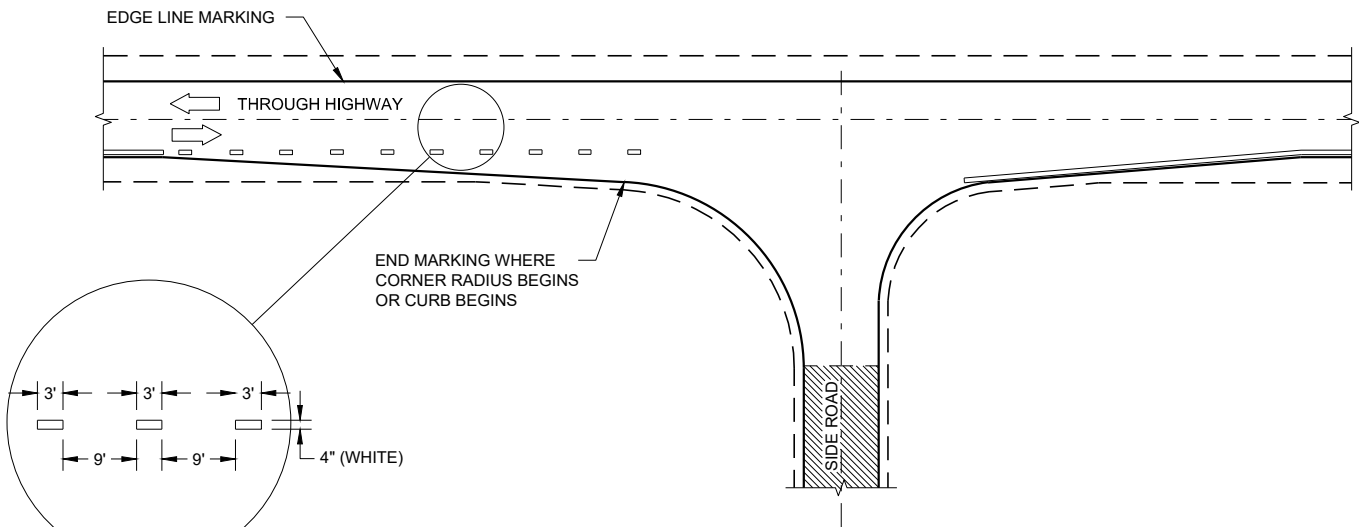 EDGE LINE MARKING
THROUGH HIGHWAY
END MARKING WHERE
CORNER RADIUS BEGINS
OR CURB BEGINS
3' 3' 3'
9' 9'
4" (WHITE)
SIDE ROAD